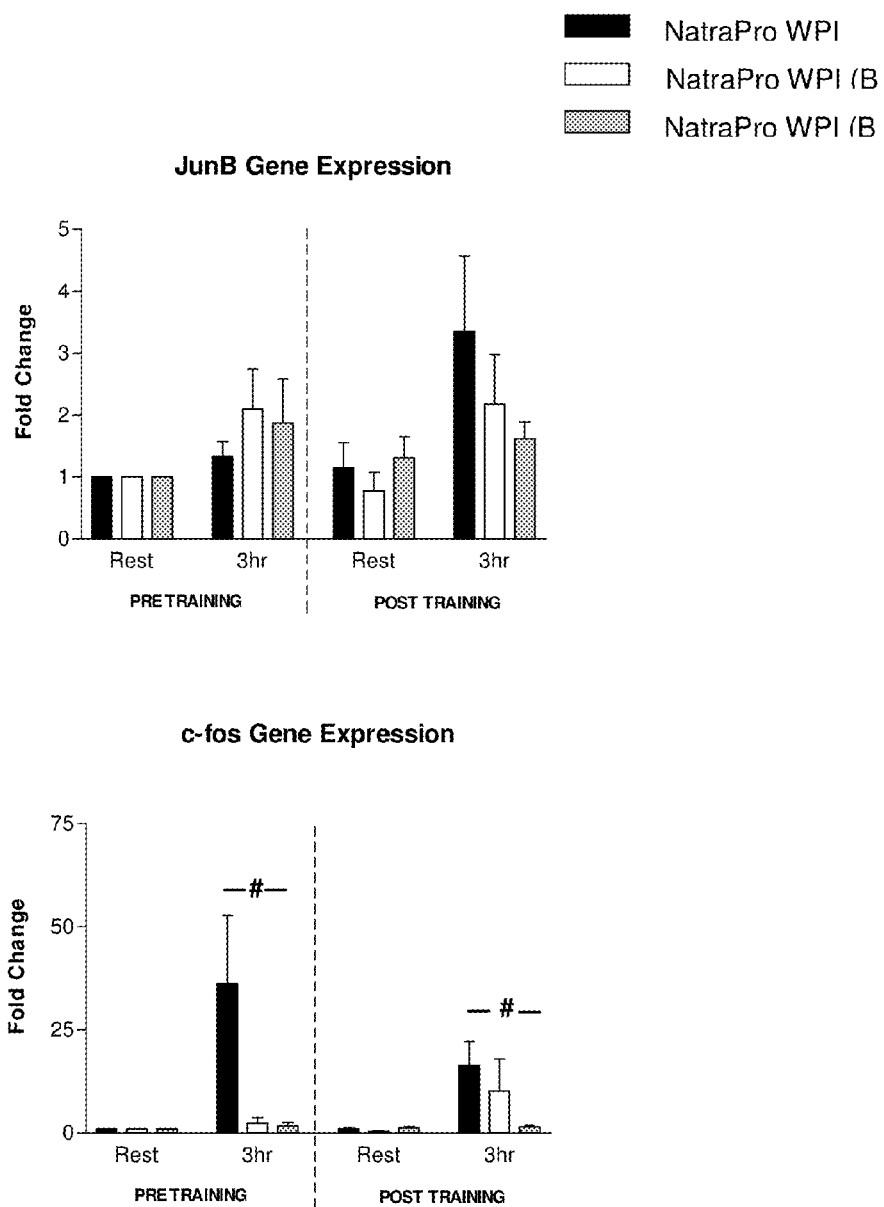 NatraPro WPI
NatraPro WPI (B
NatraPro WPI (B
JunB Gene Expression
5
4
3
2
1
0
Fold Change
Rest 3hr Rest 3hr
PRETRAINING POST TRAINING
c-fos Gene Expression
75
50
25
0
Fold Change
# #
Rest 3hr Rest 3hr
PRETRAINING POST TRAINING